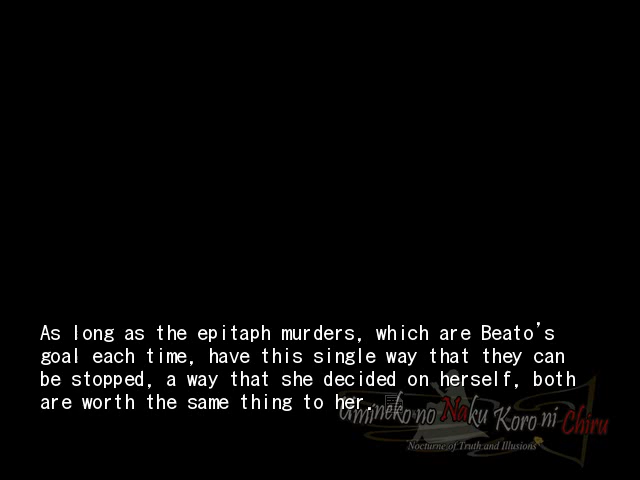 As long as the epitaph murders, which are Beato's
goal each time, have this single way that they can
be stopped, a way that she decided on herself, both
are worth the same thing to her.
Umineko no Naku Koro ni Chiru
Nocturne of Truth and Illusions